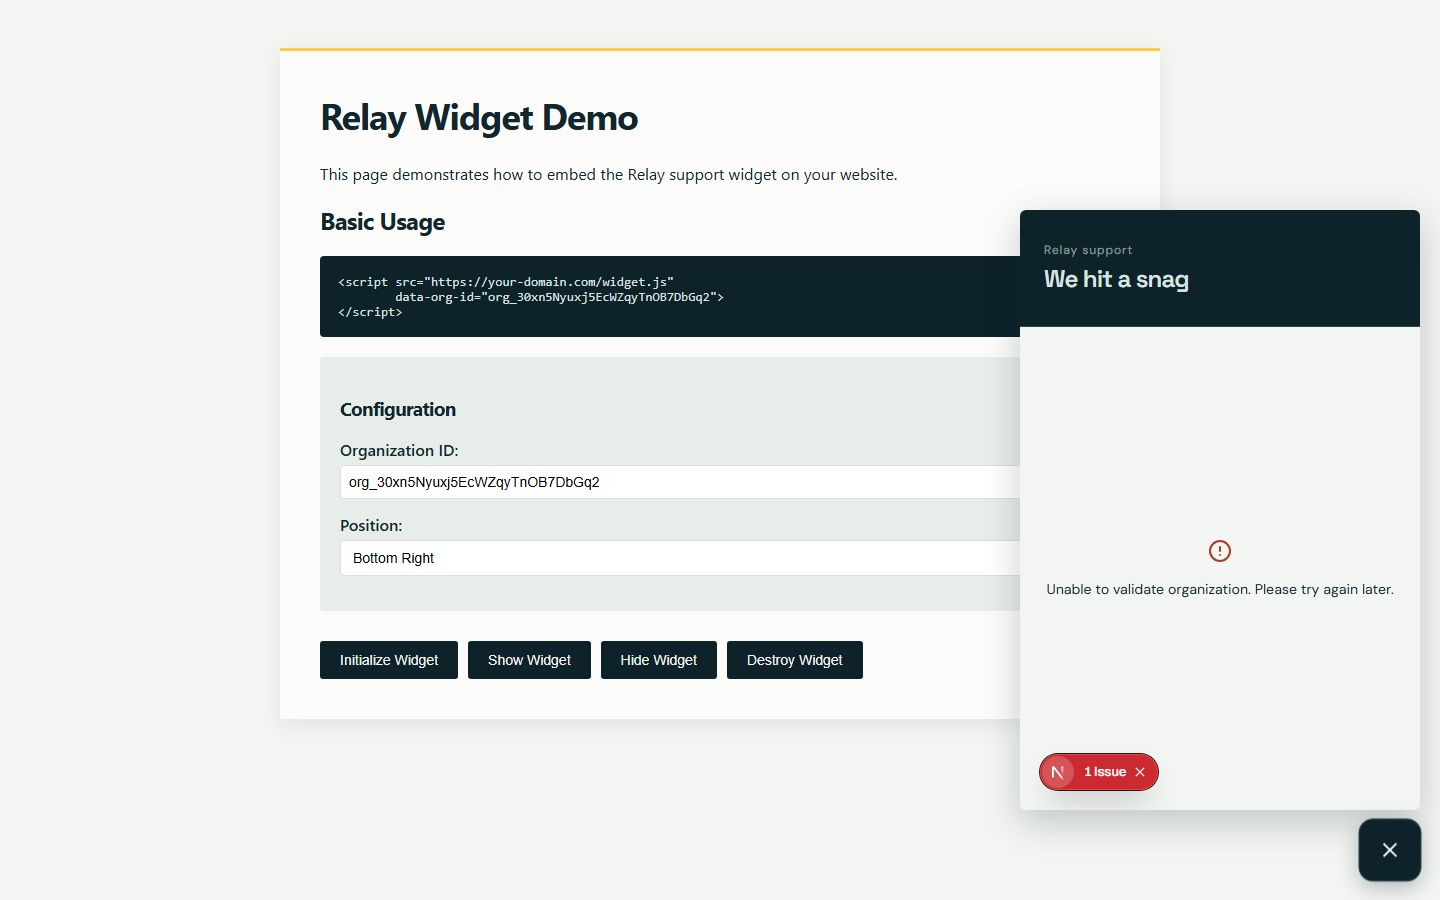 Relay Widget Demo
This page demonstrates how to embed the Relay support widget on your website.
Basic Usage
<script src="https://your-domain.com/widget.js"
        data-org-id="org_30xn5Nyuxj5EcWZqyTnOB7DbGq2">
</script>
Configuration
Organization ID:
org_30xn5Nyuxj5EcWZqyTnOB7DbGq2
Position:
Bottom Right
Initialize Widget
Show Widget
Hide Widget
Destroy Widget
Relay support
We hit a snag
Unable to validate organization. Please try again later.
N
1 Issue